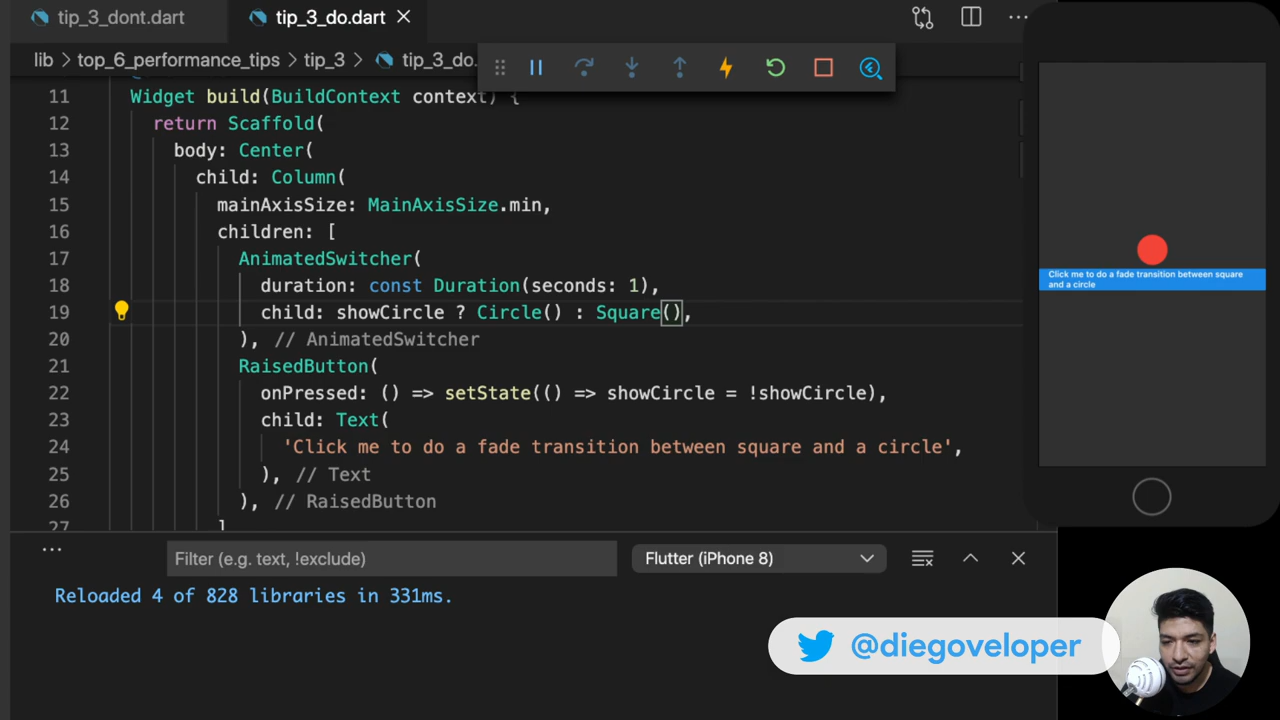 tip_3_dont.dart
tip_3_do.dart
lib > top_6_performance_tips > tip_3 > tip_3_do.
11 Widget build(BuildContext context) {
12 return Scaffold(
13 body: Center(
14 child: Column(
15 mainAxisSize: MainAxisSize.min,
16 children: [
17 AnimatedSwitcher(
18 duration: const Duration(seconds: 1),
19 child: showCircle ? Circle() : Square(),
20 ), // AnimatedSwitcher
21 RaisedButton(
22 onPressed: () => setState(() => showCircle = !showCircle),
23 child: Text(
24 'Click me to do a fade transition between square and a circle',
25 ), // Text
26 ), // RaisedButton
27 ]
Click me to do a fade transition between square
and a circle
Filter (e.g. text, !exclude)
Flutter (iPhone 8)
Reloaded 4 of 828 libraries in 331ms.
@diegoveloper